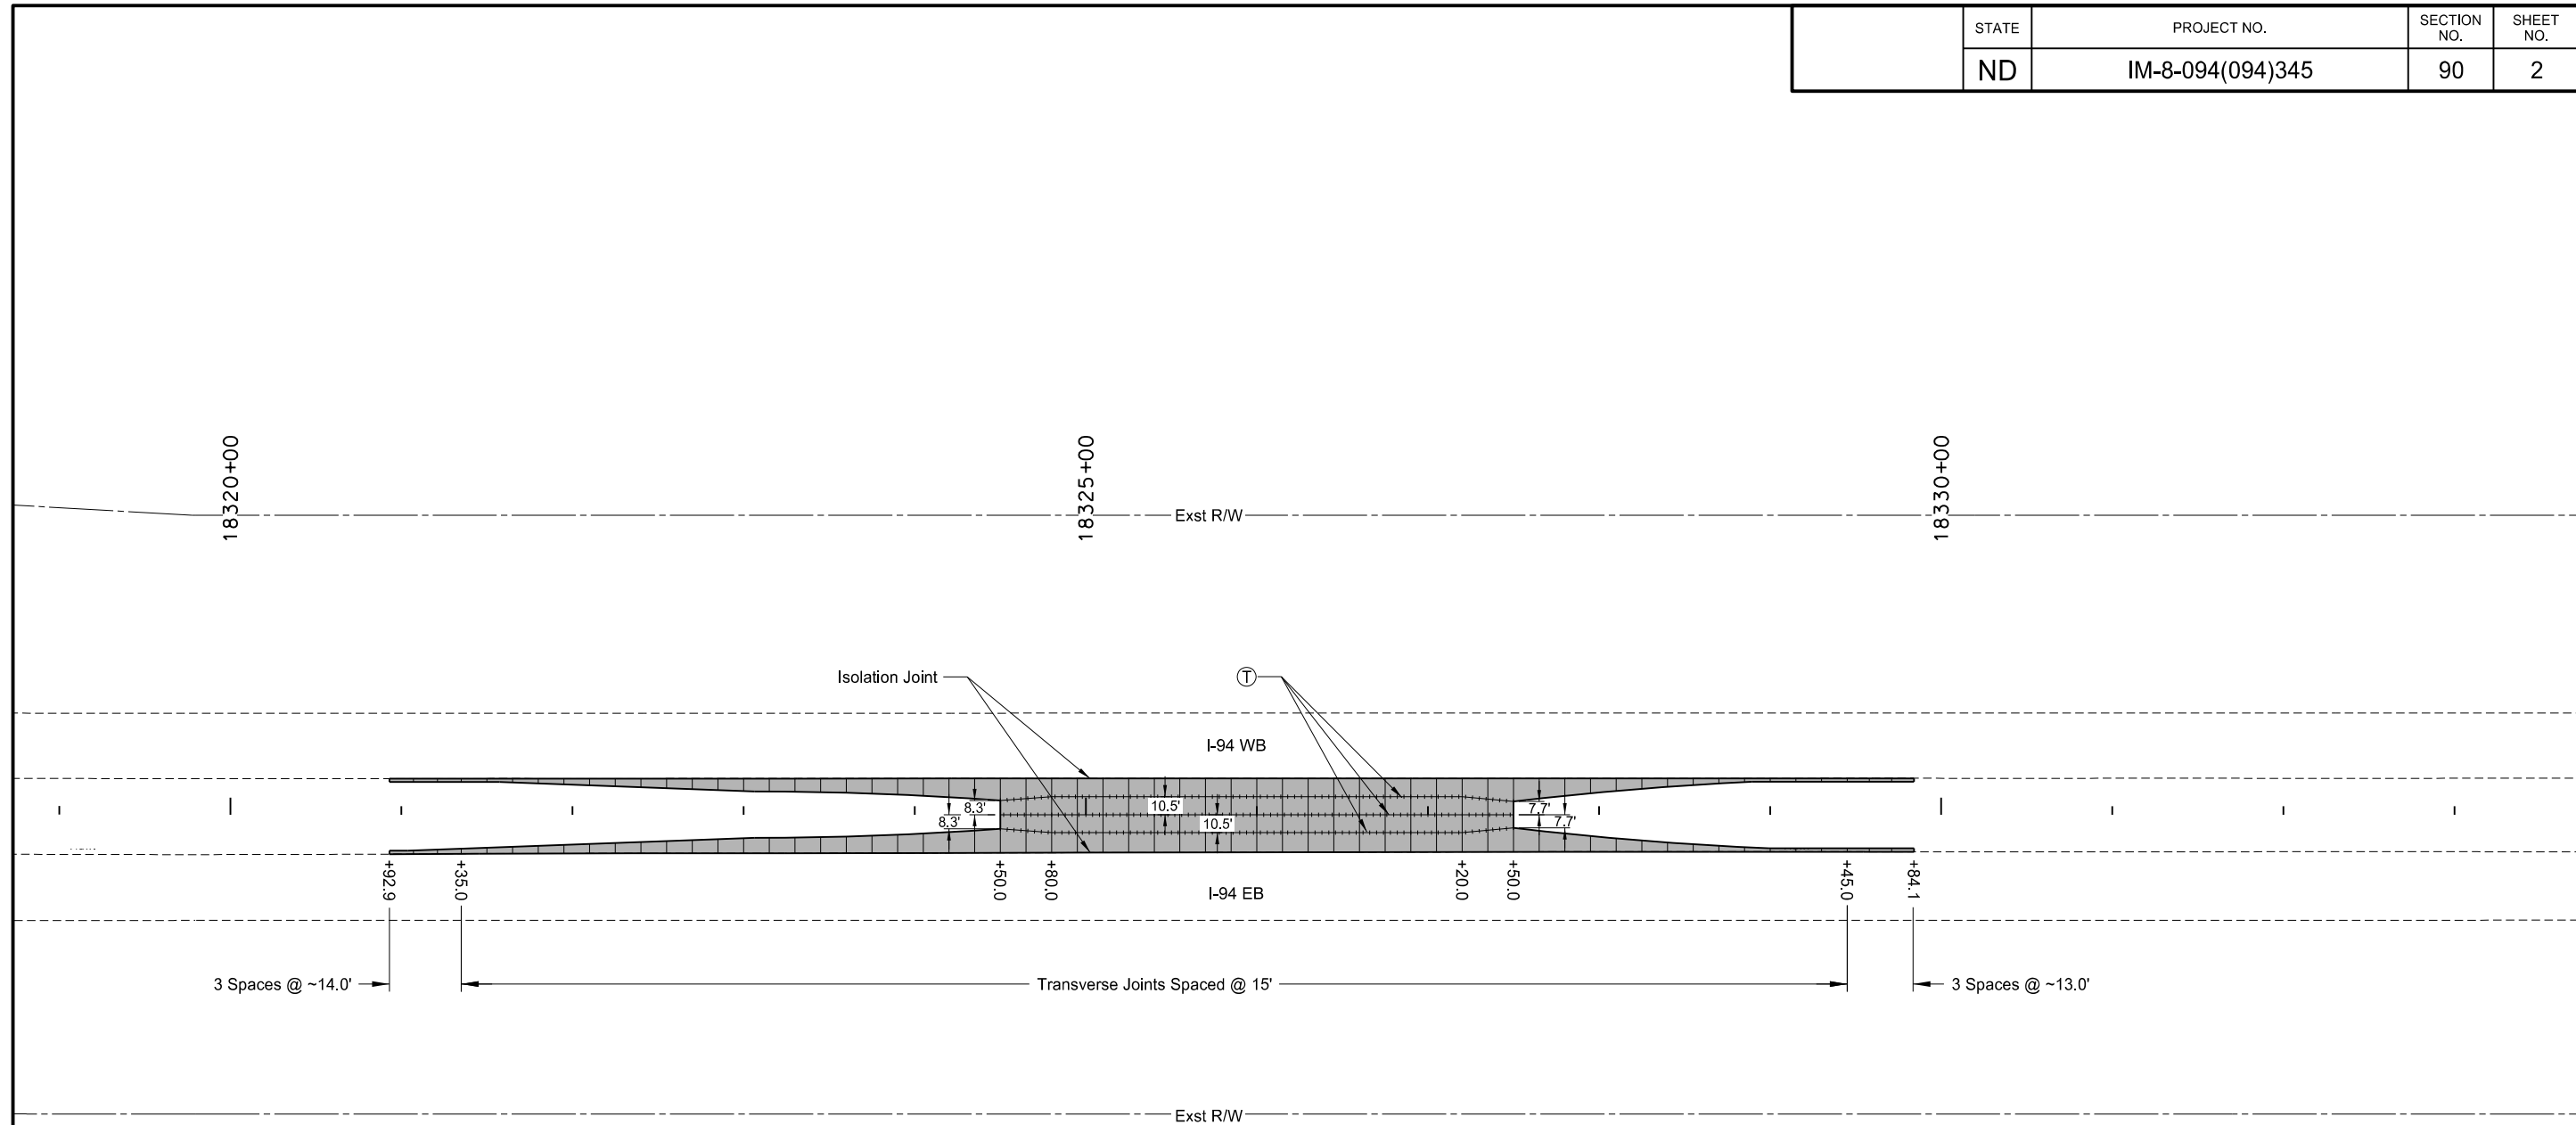 STATE
PROJECT NO.
SECTION NO.
SHEET NO.
ND
IM-8-094(094)345
90
2
18320+00
18325+00
18330+00
Exst R/W
Isolation Joint
T
I-94 WB
8.3'
8.3'
10.5'
10.5'
7.7'
7.7'
+92.9
+35.0
+50.0
+80.0
+20.0
+50.0
+45.0
+84.1
I-94 EB
3 Spaces @ ~14.0'
Transverse Joints Spaced @ 15'
3 Spaces @ ~13.0'
Exst R/W